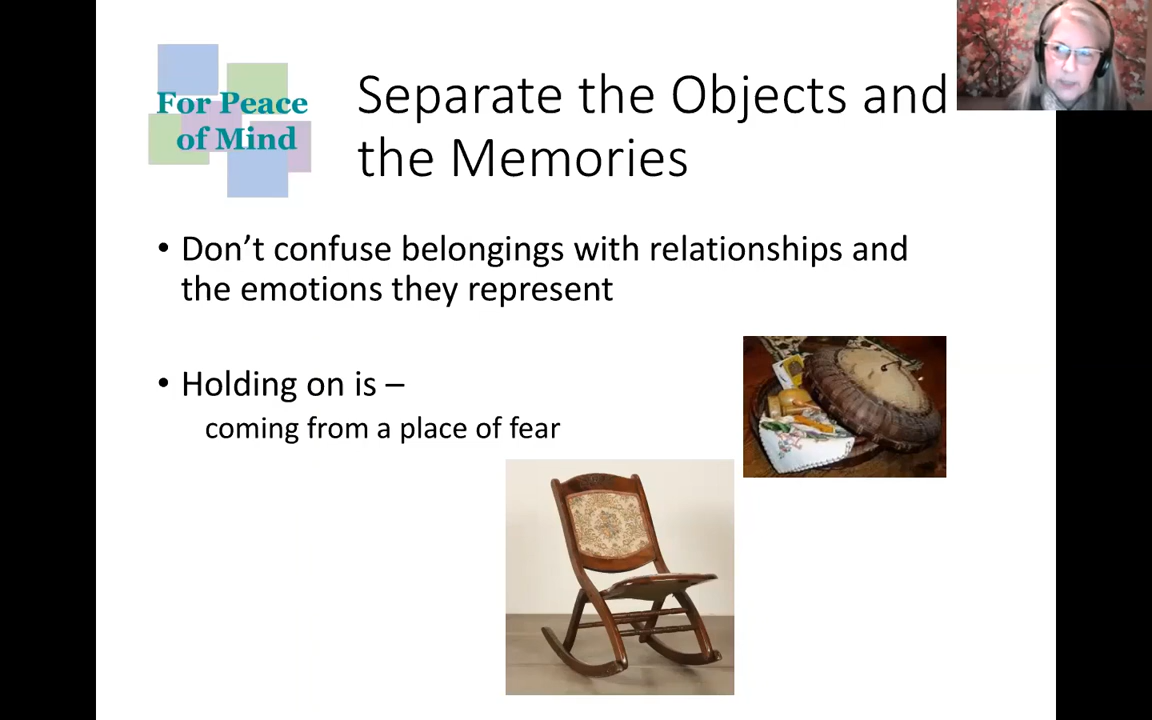 For Peace
of Mind
Separate the Objects and
the Memories
• Don’t confuse belongings with relationships and
the emotions they represent
• Holding on is –
coming from a place of fear